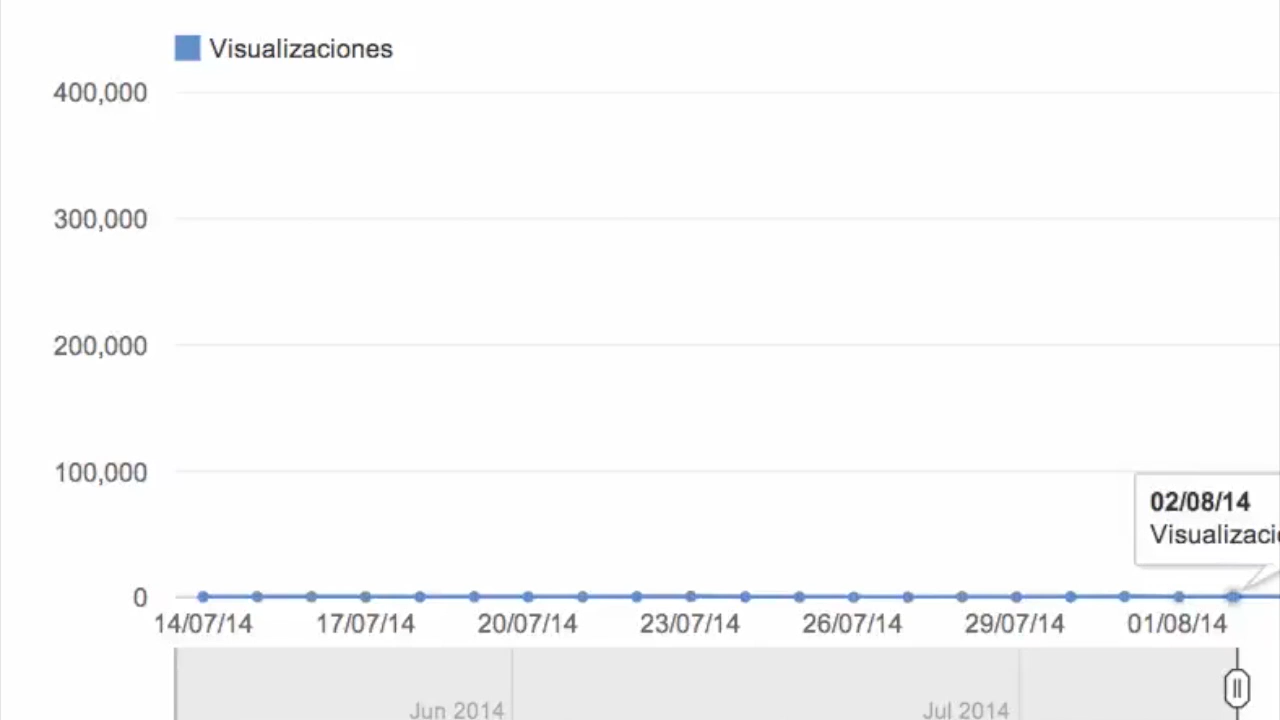 Visualizaciones
400,000
300,000
200,000
100,000
02/08/14
0
14/07/14 17/07/14 20/07/14 23/07/14 26/07/14 29/07/14 01/08/14
Jun 2014 Jul 2014